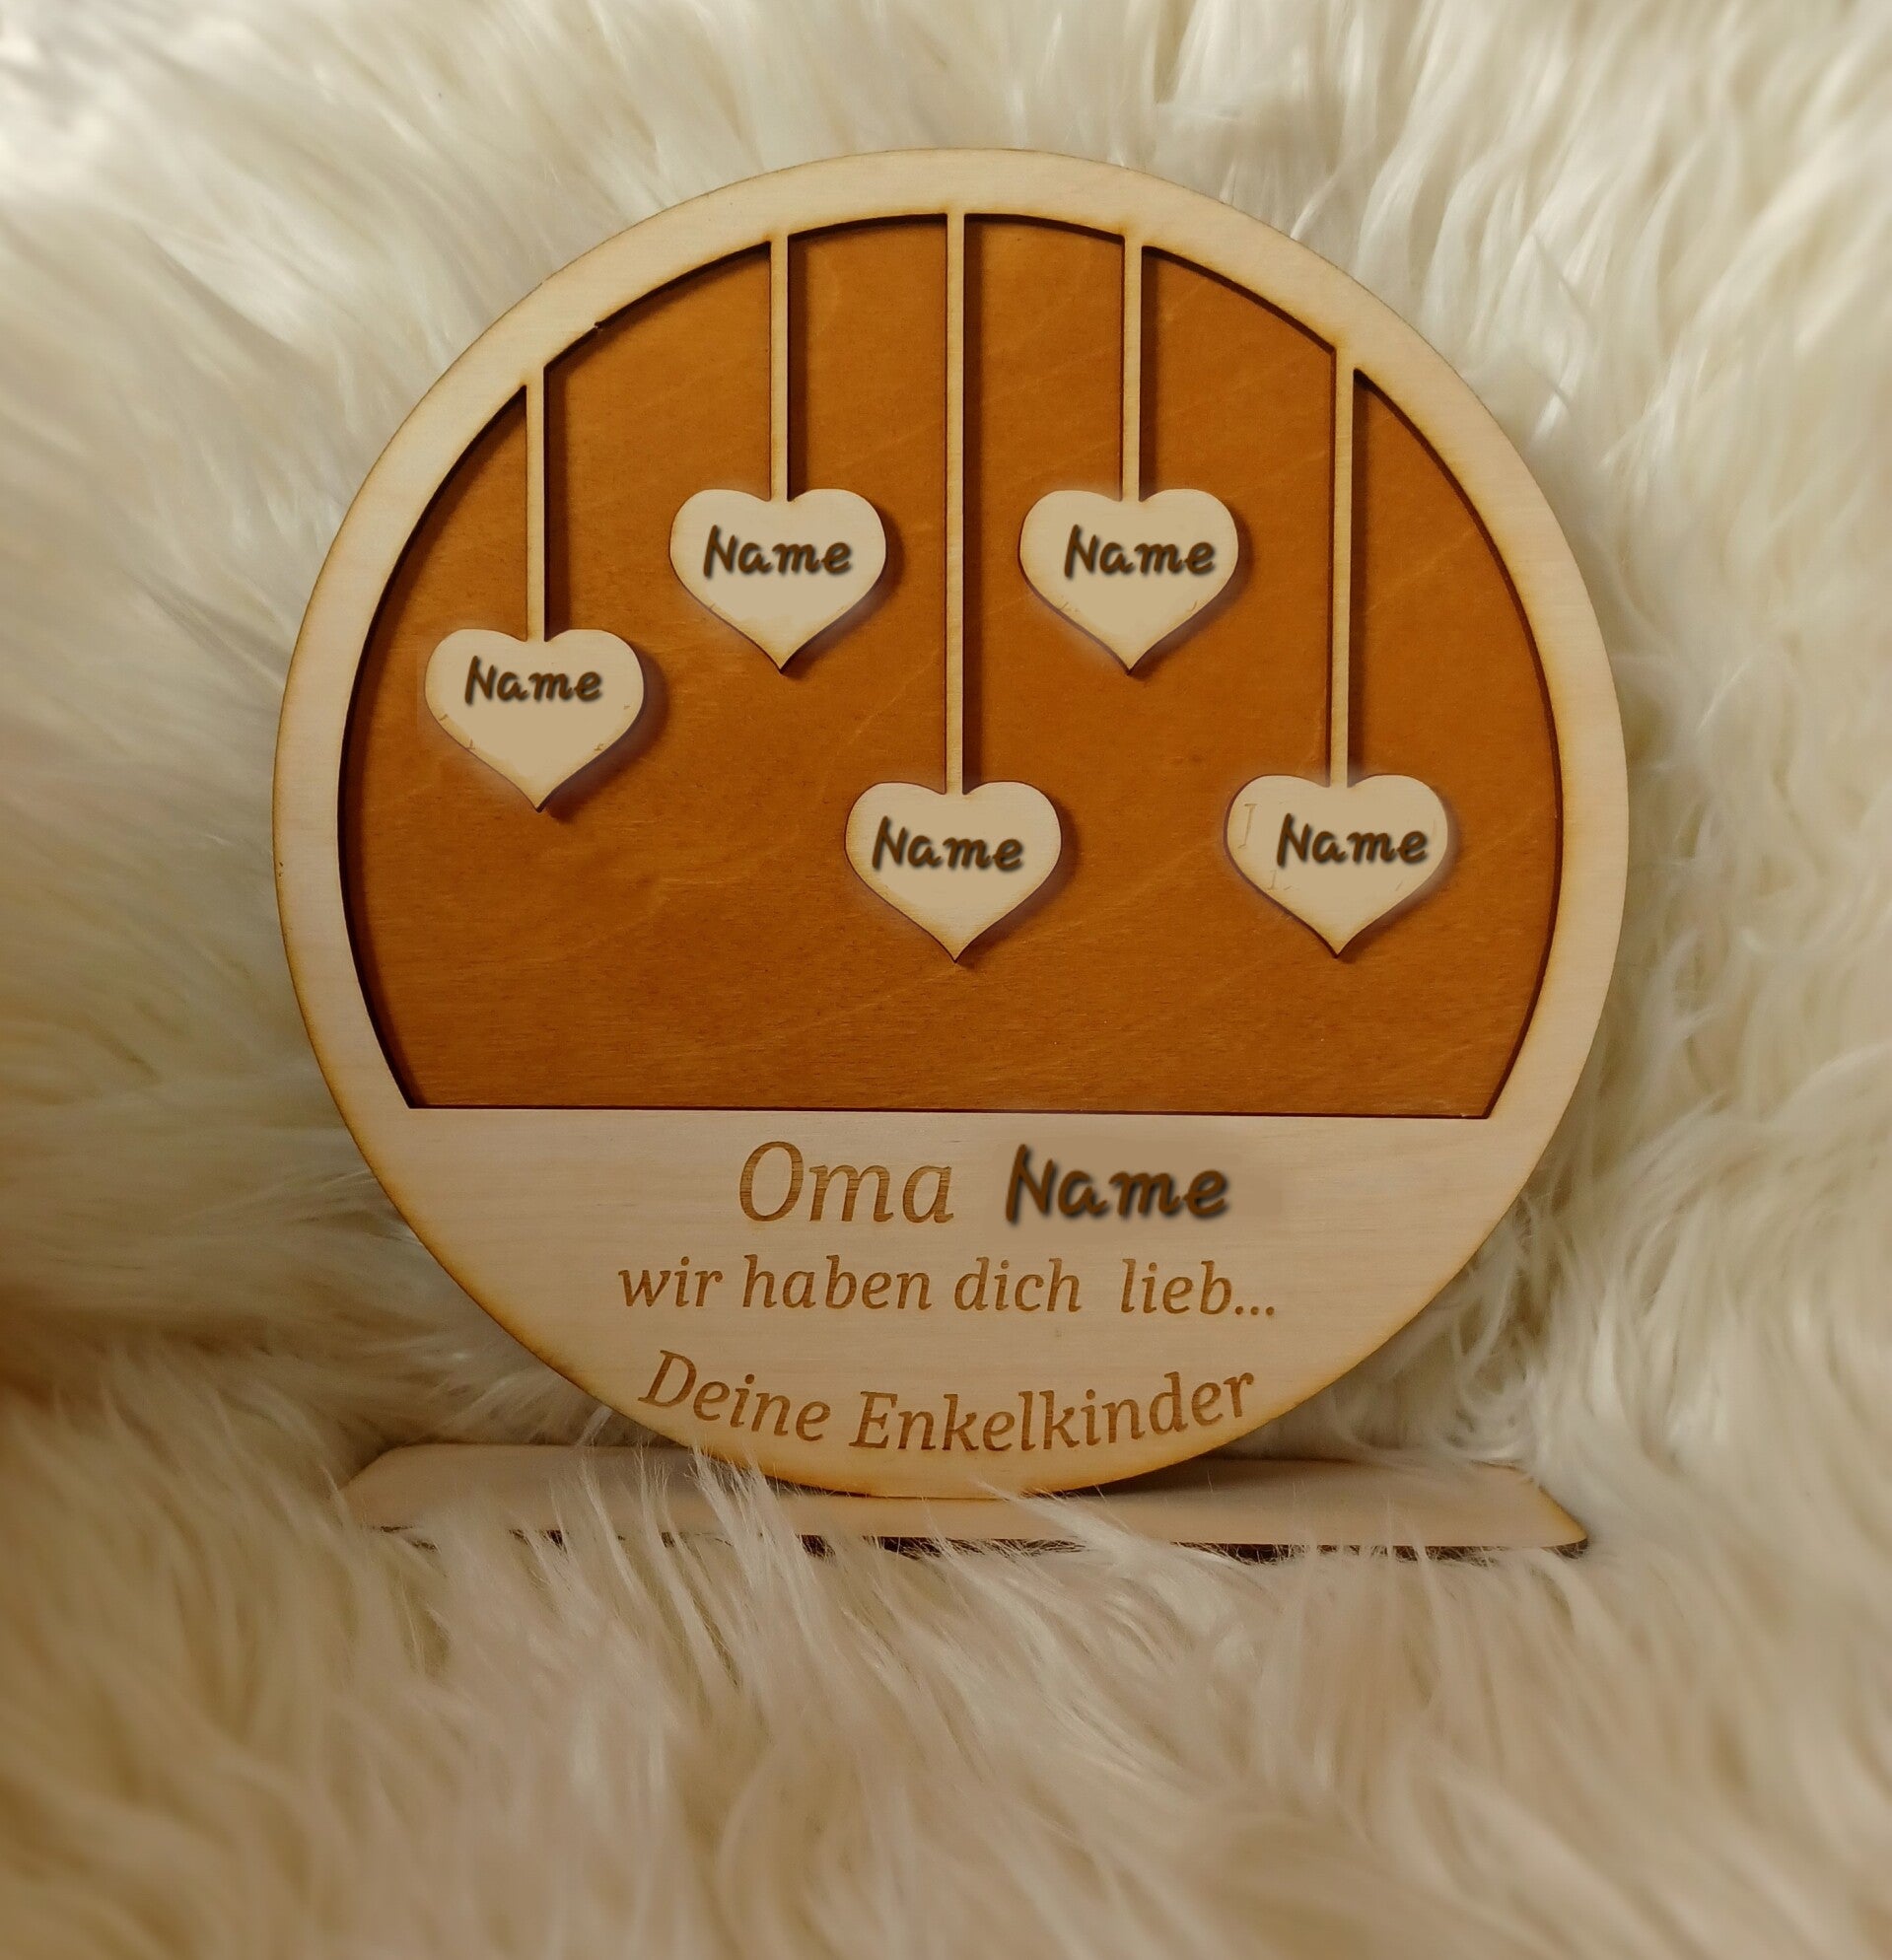 Name
Name
Name
Name
Name
Oma Name
wir haben dich lieb...
Deine Enkelkinder